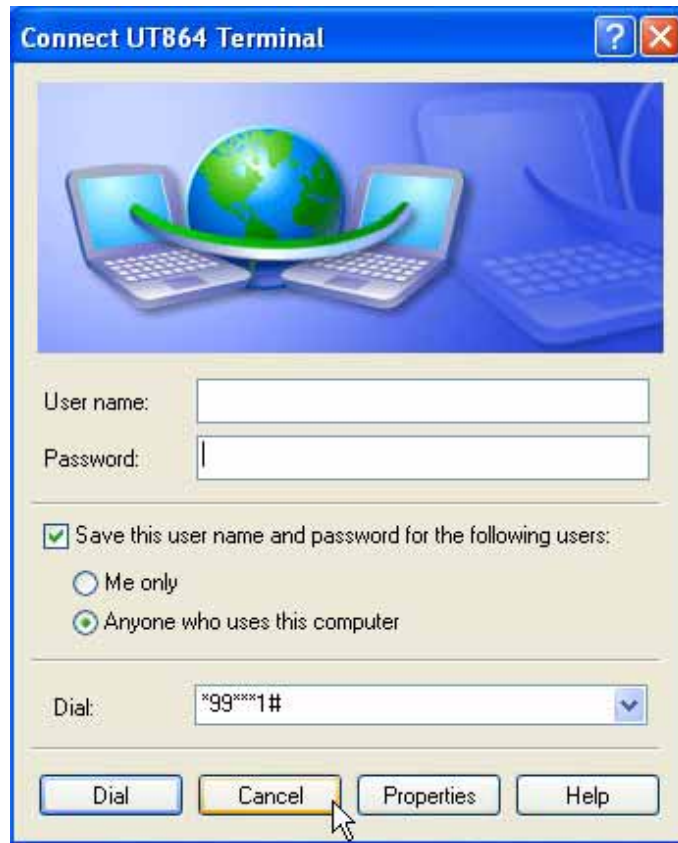 Connect UT864 Terminal
User name:
Password:
Save this user name and password for the following users:
Me only
Anyone who uses this computer
Dial:
*99***1#
Dial
Cancel
Properties
Help